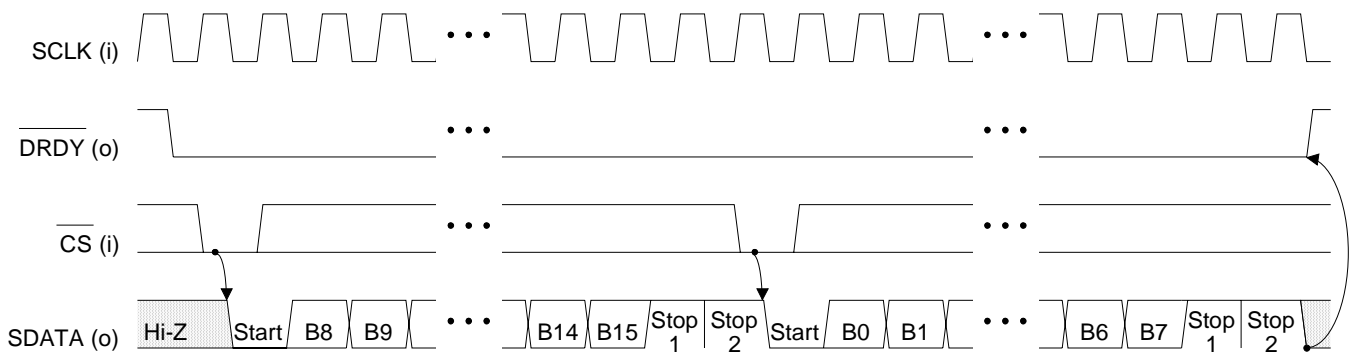 SCLK (i)
• • •
• • •
DRDY (o)
• • •
• • •
CS (i)
• • •
• • •
SDATA (o)
Hi-Z
Start
B8
B9
• • •
B14
B15
Stop
1
Stop
2
Start
B0
B1
• • •
B6
B7
Stop
1
Stop
2